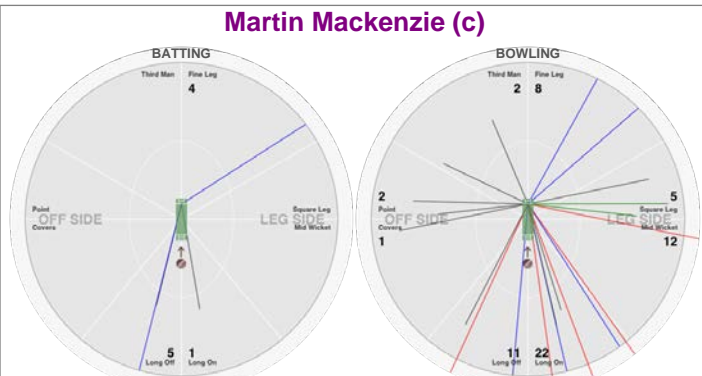 Martin Mackenzie (c)
BATTING
Third Man Fine Leg
4
Point Square Leg
OFF SIDE LEG SIDE
Covers Mid Wicket
5 1
Long Off Long On
BOWLING
Third Man Fine Leg
2 8
2 5
Point Square Leg
OFF SIDE LEG SIDE
Covers Mid Wicket
1 12
11 22
Long Off Long On